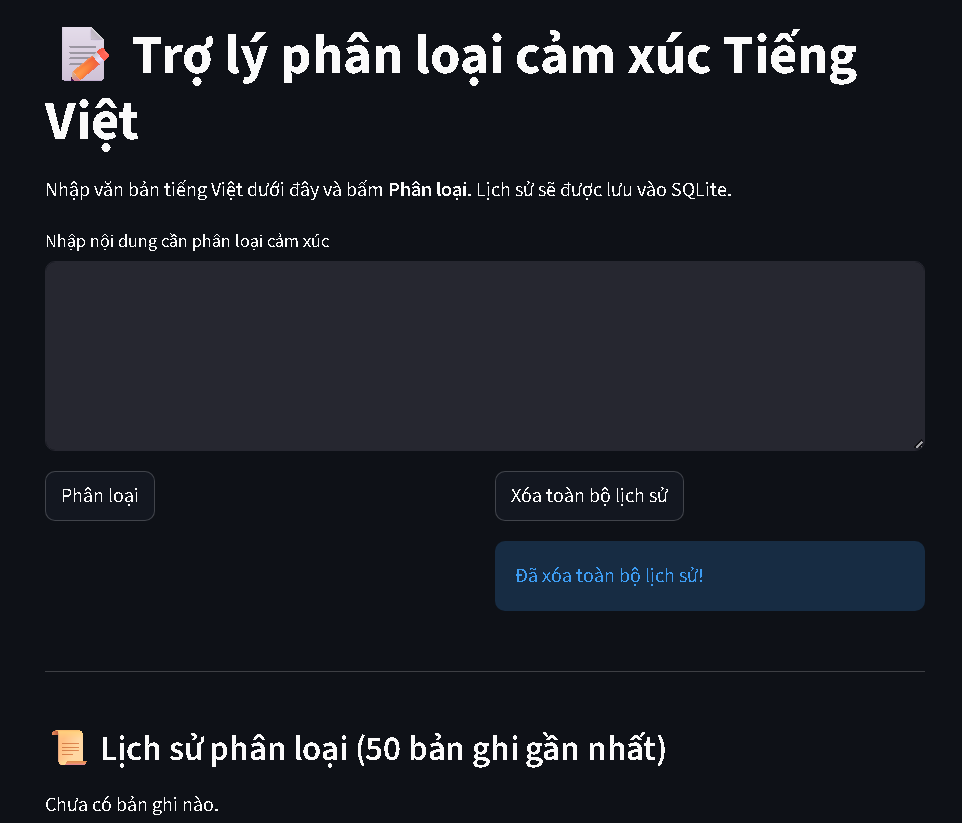 Trợ lý phân loại cảm xúc Tiếng
Việt
Nhập văn bản tiếng Việt dưới đây và bấm Phân loại. Lịch sử sẽ được lưu vào SQLite.
Nhập nội dung cần phân loại cảm xúc
Phân loại
Xóa toàn bộ lịch sử
Đã xóa toàn bộ lịch sử!
Lịch sử phân loại (50 bản ghi gần nhất)
Chưa có bản ghi nào.